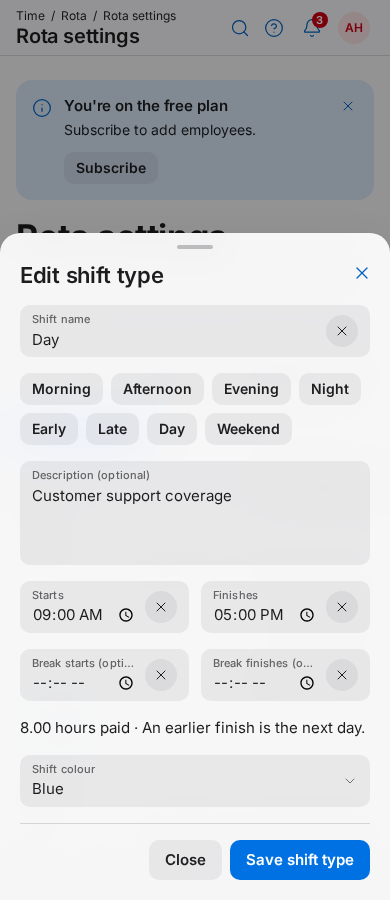 Time / Rota / Rota settings
Rota settings
3
AH
You're on the free plan
Subscribe to add employees.
Subscribe
Rota settings
Edit shift type
Shift name
Day
Morning Afternoon Evening Night
Early Late Day Weekend
Description (optional)
Customer support coverage
Starts Finishes
09:00 AM 05:00 PM
Break starts (opti... Break finishes (o...
--:-- -- --:-- --
8.00 hours paid · An earlier finish is the next day.
Shift colour
Blue
Close Save shift type